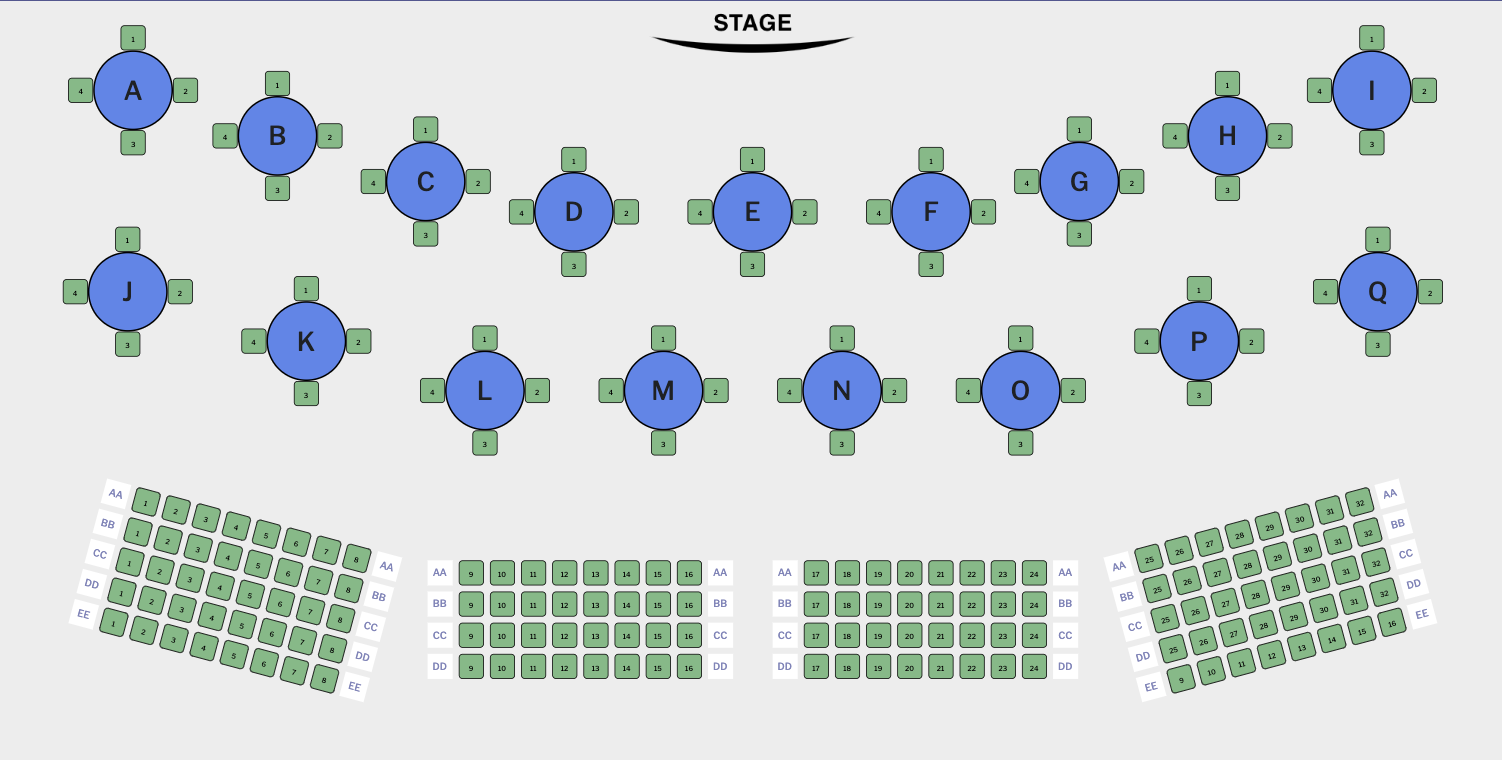 STAGE
1
4 A 2
3
1
4 B 2
3
1
4 C 2
3
1
4 D 2
3
1
4 E 2
3
1
4 F 2
3
1
4 G 2
3
1
4 H 2
3
1
4 I 2
3
1
4 J 2
3
1
4 K 2
3
1
4 L 2
3
1
4 M 2
3
1
4 N 2
3
1
4 O 2
3
1
4 P 2
3
1
4 Q 2
3
AA 1 2 3 4 5 6 7 8 AA
BB 1 2 3 4 5 6 7 8 BB
CC 1 2 3 4 5 6 7 8 CC
DD 1 2 3 4 5 6 7 8 DD
EE 1 2 3 4 5 6 7 8 EE
AA 9 10 11 12 13 14 15 16 AA
BB 9 10 11 12 13 14 15 16 BB
CC 9 10 11 12 13 14 15 16 CC
DD 9 10 11 12 13 14 15 16 DD
AA 17 18 19 20 21 22 23 24 AA
BB 17 18 19 20 21 22 23 24 BB
CC 17 18 19 20 21 22 23 24 CC
DD 17 18 19 20 21 22 23 24 DD
AA 25 26 27 28 29 30 31 32 AA
BB 25 26 27 28 29 30 31 32 BB
CC 25 26 27 28 29 30 31 32 CC
DD 25 26 27 28 29 30 31 32 DD
EE 9 10 11 12 13 14 15 16 EE